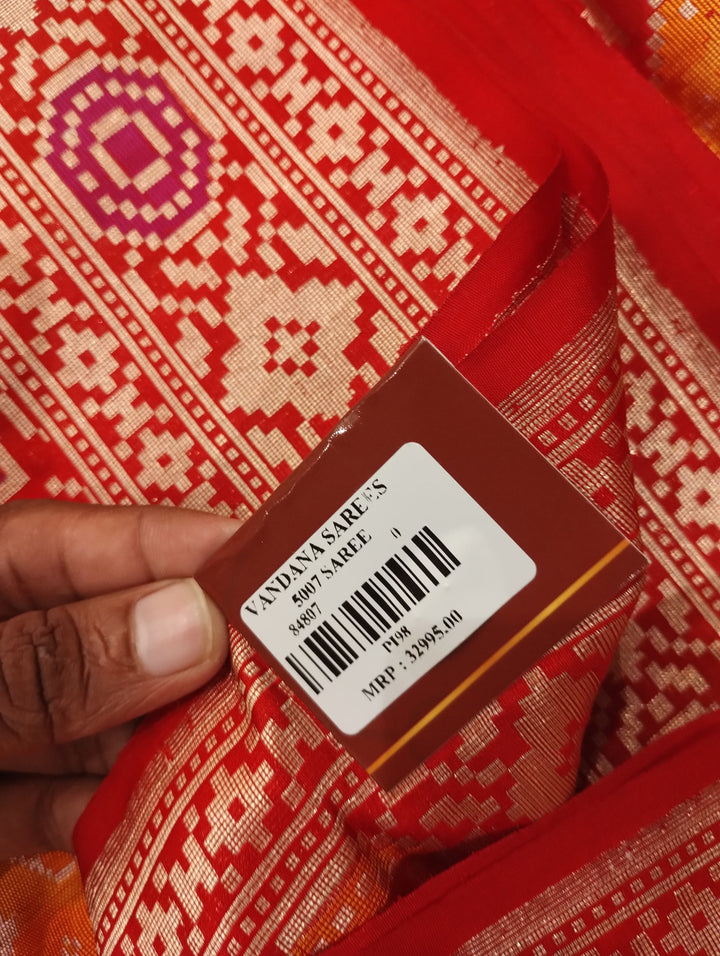 VANDANA SAREES
5007 SAREE 0
84807
PI98
MRP : 32995.00